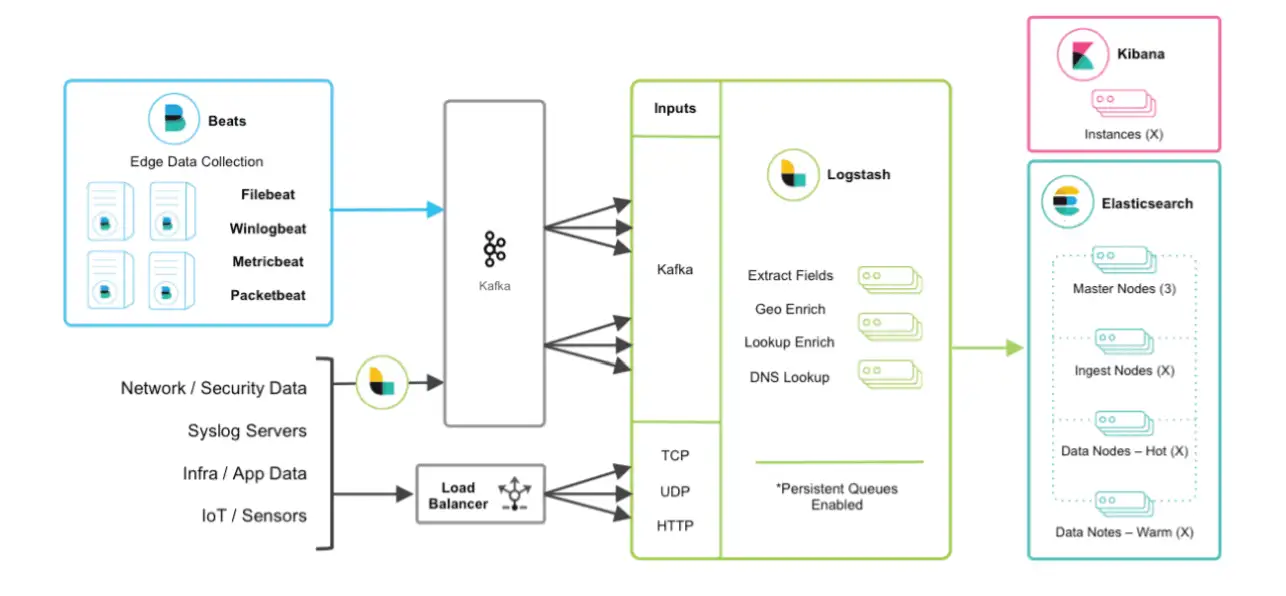 Beats
Edge Data Collection
Filebeat
Winlogbeat
Metricbeat
Packetbeat
Network / Security Data
Syslog Servers
Infra / App Data
IoT / Sensors
Kafka
Load
Balancer
Inputs
Kafka
TCP
UDP
HTTP
Logstash
Extract Fields
Geo Enrich
Lookup Enrich
DNS Lookup
*Persistent Queues
Enabled
Kibana
Instances (X)
Elasticsearch
Master Nodes (3)
Ingest Nodes (X)
Data Nodes – Hot (X)
Data Notes – Warm (X)